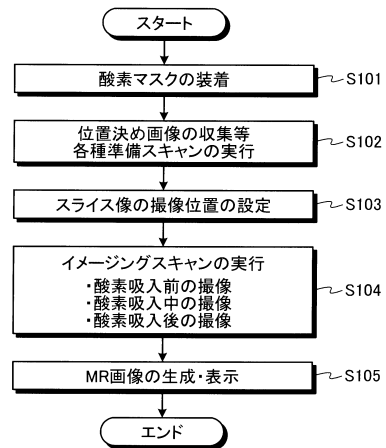 スタート
酸素マスクの装着
S101
位置決め画像の収集等
各種準備スキャンの実行
S102
スライス像の撮像位置の設定
S103
イメージングスキャンの実行
・酸素吸入前の撮像
・酸素吸入中の撮像
・酸素吸入後の撮像
S104
MR画像の生成・表示
S105
エンド